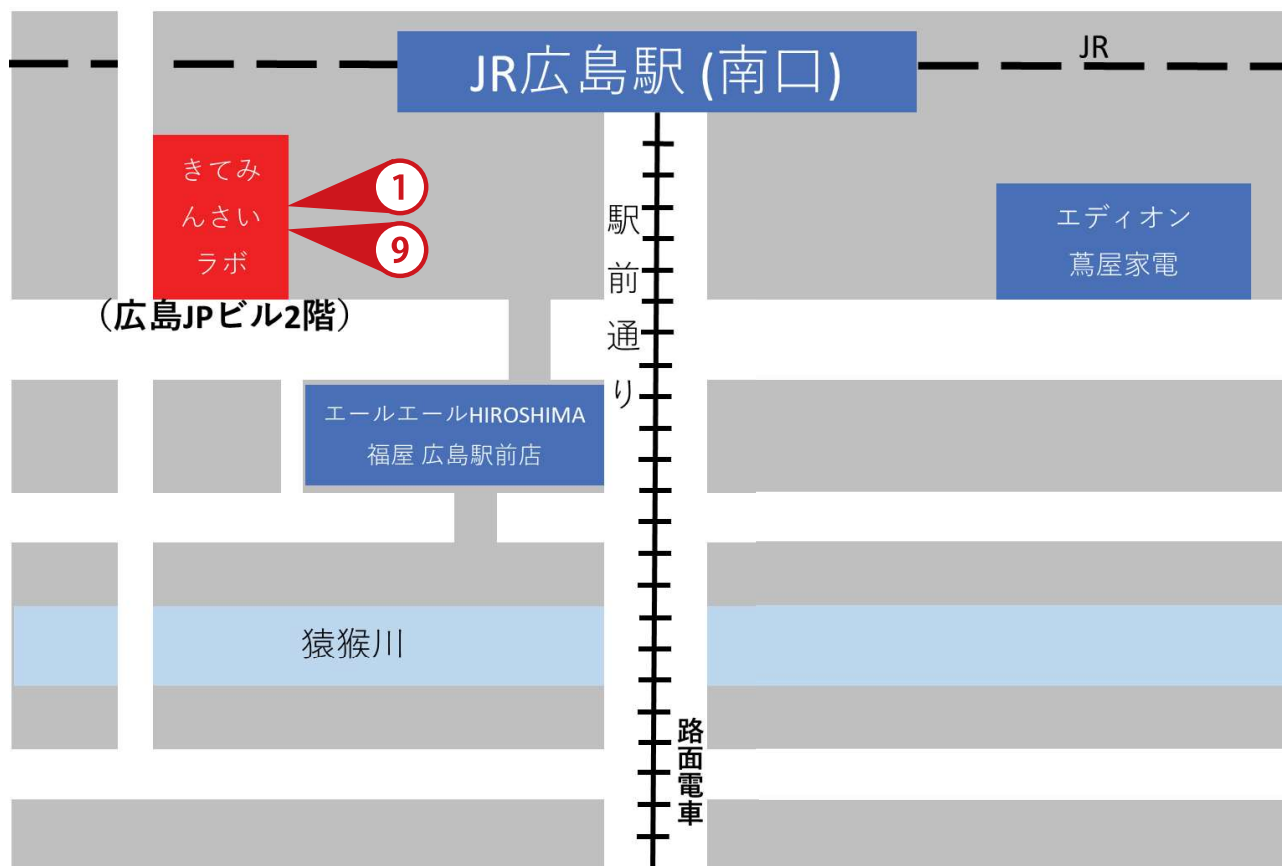 JR広島駅 (南口)
JR
きてみ
んさい
ラボ
1
9
(広島JPビル2階)
駅前通り
エディオン
蔦屋家電
エールエールHIROSHIMA
福屋 広島駅前店
猿猴川
路面電車